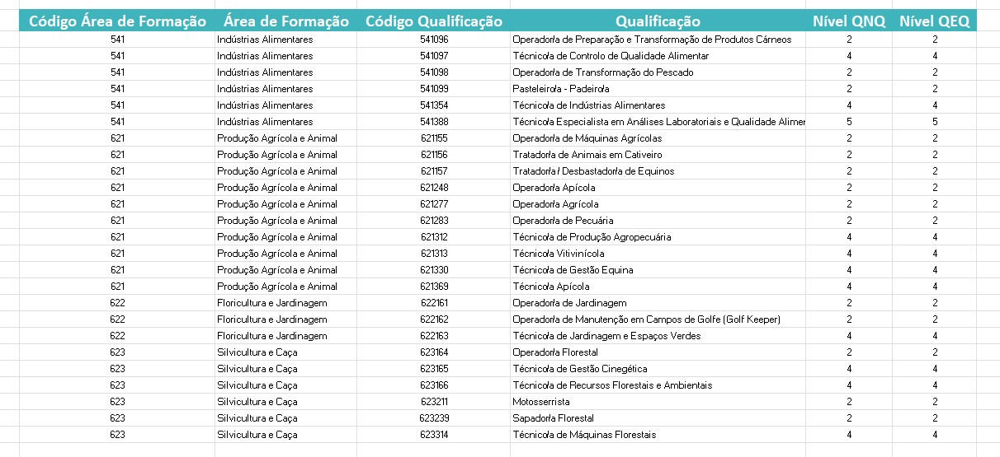 Código Área de Formação Área de Formação Código Qualificação Qualificação Nível QNQ Nível QEQ
541 Indústrias Alimentares 541096 Operador/a de Preparação e Transformação de Produtos Cárneos 2 2
541 Indústrias Alimentares 541097 Técnico/a de Controlo de Qualidade Alimentar 4 4
541 Indústrias Alimentares 541098 Operador/a de Transformação do Pescado 2 2
541 Indústrias Alimentares 541099 Pasteleiro/a - Padeiro/a 2 2
541 Indústrias Alimentares 541354 Técnico/a de Indústrias Alimentares 4 4
541 Indústrias Alimentares 541388 Técnico/a Especialista em Análises Laboratoriais e Qualidade Alimer 5 5
621 Produção Agrícola e Animal 621155 Operador/a de Máquinas Agrícolas 2 2
621 Produção Agrícola e Animal 621156 Tratador/a de Animais em Cativeiro 2 2
621 Produção Agrícola e Animal 621157 Tratador/a / Desbastador/a de Equinos 2 2
621 Produção Agrícola e Animal 621248 Operador/a Apícola 2 2
621 Produção Agrícola e Animal 621277 Operador/a Agrícola 2 2
621 Produção Agrícola e Animal 621283 Operador/a de Pecuária 2 2
621 Produção Agrícola e Animal 621312 Técnico/a de Produção Agropecuária 4 4
621 Produção Agrícola e Animal 621313 Técnico/a Vitivinícola 4 4
621 Produção Agrícola e Animal 621330 Técnico/a de Gestão Equina 4 4
621 Produção Agrícola e Animal 621369 Técnico/a Apícola 4 4
622 Floricultura e Jardinagem 622161 Operador/a de Jardinagem 2 2
622 Floricultura e Jardinagem 622162 Operador/a de Manutenção em Campos de Golfe (Golf Keeper) 2 2
622 Floricultura e Jardinagem 622163 Técnico/a de Jardinagem e Espaços Verdes 4 4
623 Silvicultura e Caça 623164 Operador/a Florestal 2 2
623 Silvicultura e Caça 623165 Técnico/a de Gestão Cinegética 4 4
623 Silvicultura e Caça 623166 Técnico/a de Recursos Florestais e Ambientais 4 4
623 Silvicultura e Caça 623211 Motosserrista 2 2
623 Silvicultura e Caça 623239 Sapador/a Florestal 2 2
623 Silvicultura e Caça 623314 Técnico/a de Máquinas Florestais 4 4